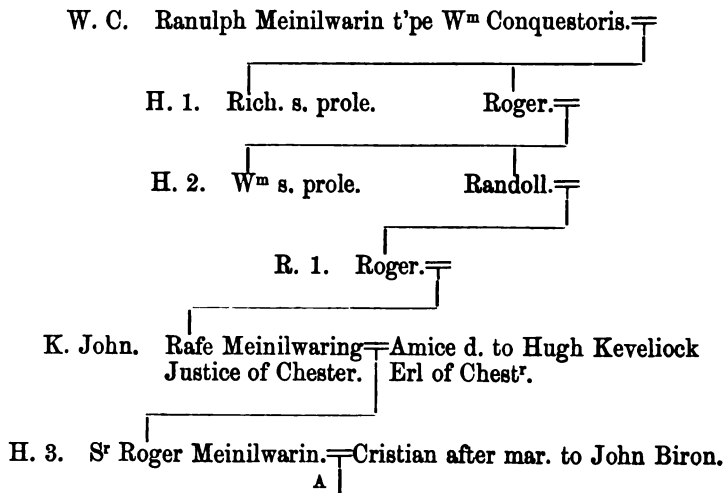 W. C. Ranulph Meinilwarin t'pe Wᵐ Conquestoris.
H. 1. Rich. s. prole. Roger.
H. 2. Wᵐ s. prole. Randoll.
R. 1. Roger.
K. John. Rafe Meinilwaring Amice d. to Hugh Keveliock
Justice of Chester. Erl of Chestʳ.
H. 3. Sʳ Roger Meinilwarin. Cristian after mar. to John Biron.
A